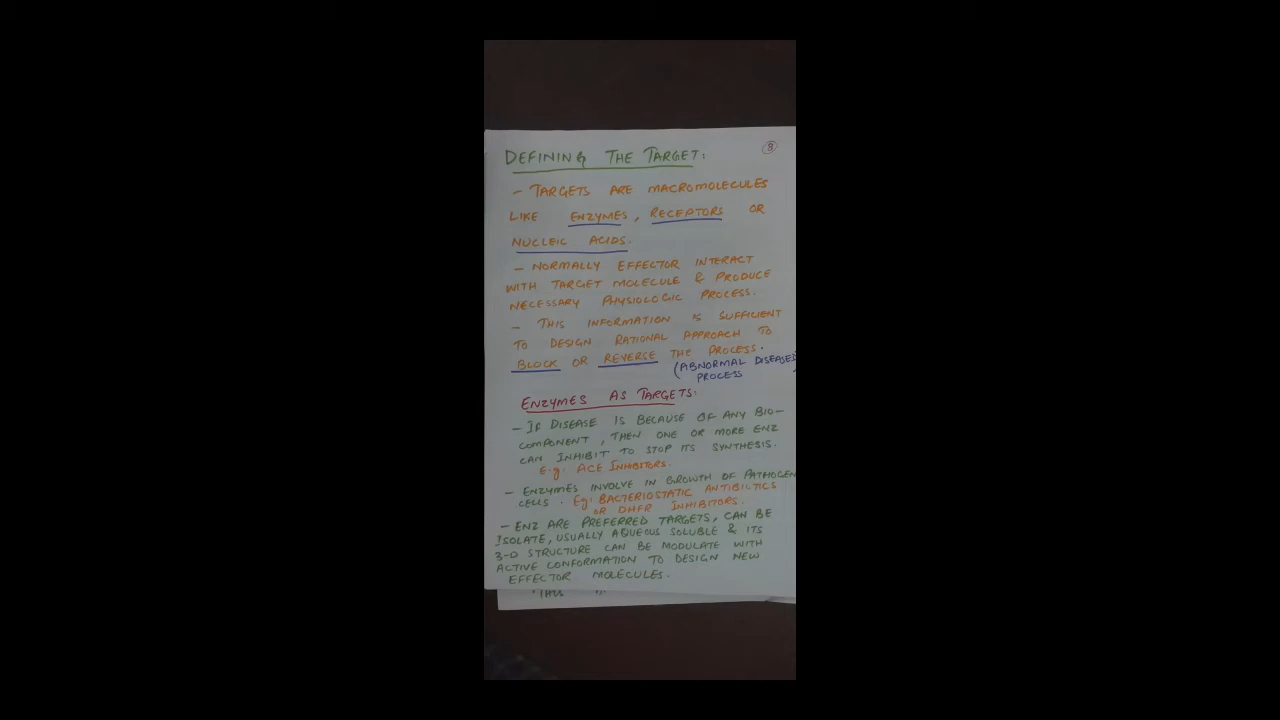 DEFINING THE TARGET:
8
- TARGETS ARE MACROMOLECULES
LIKE ENZYMES, RECEPTORS OR
NUCLEIC ACIDS.
- NORMALLY EFFECTOR INTERACT
WITH TARGET MOLECULE & PRODUCE
NECESSARY PHYSIOLOGIC PROCESS.
- THIS INFORMATION IS SUFFICIENT
TO DESIGN RATIONAL APPROACH TO
BLOCK OR REVERSE THE PROCESS.
(ABNORMAL DISEASED
PROCESS
ENZYMES AS TARGETS:
- IF DISEASE IS BECAUSE OF ANY BIO-
COMPONENT, THEN ONE OR MORE ENZ
CAN INHIBIT TO STOP ITS SYNTHESIS.
E.g. ACE INHIBITORS.
- ENZYMES INVOLVE IN GROWTH OF PATHOGEN
CELLS. Eg: BACTERIOSTATIC ANTIBIOTICS
OR DHFR INHIBITORS.
- ENZ ARE PREFERRED TARGETS, CAN BE
ISOLATE, USUALLY AQUEOUS SOLUBLE & ITS
3-D STRUCTURE CAN BE MODULATE WITH
ACTIVE CONFORMATION TO DESIGN NEW
EFFECTOR MOLECULES.